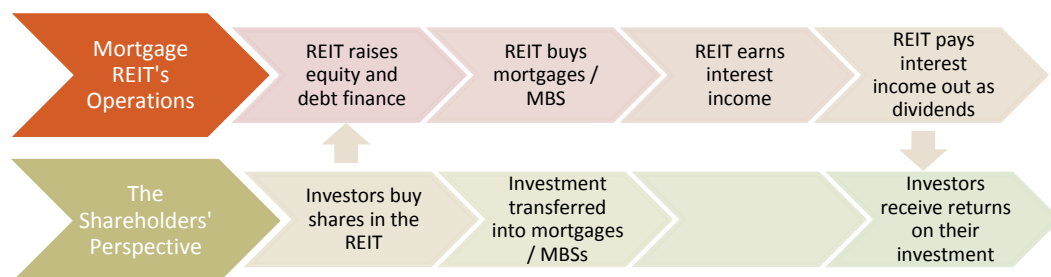 Mortgage
REIT's
Operations
REIT raises
equity and
debt finance
REIT buys
mortgages /
MBS
REIT earns
interest
income
REIT pays
interest
income out as
dividends
The
Shareholders'
Perspective
Investors buy
shares in the
REIT
Investment
transferred
into mortgages
/ MBSs
Investors
receive returns
on their
investment